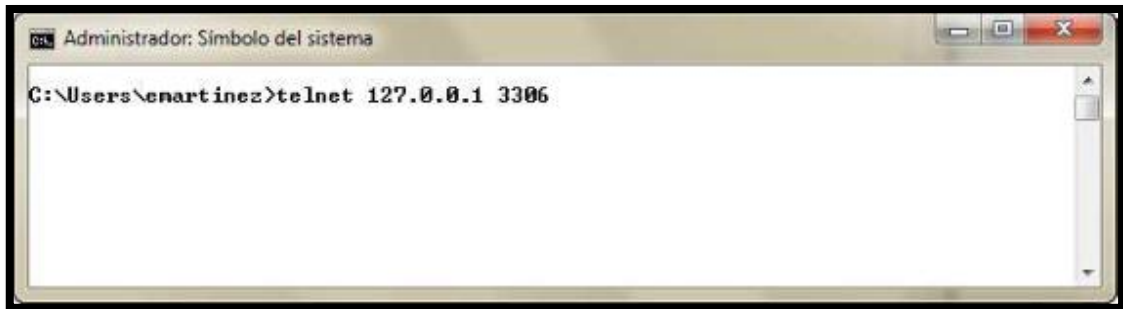 Administrador: Símbolo del sistema
C:\Users\emartinez>telnet 127.0.0.1 3306